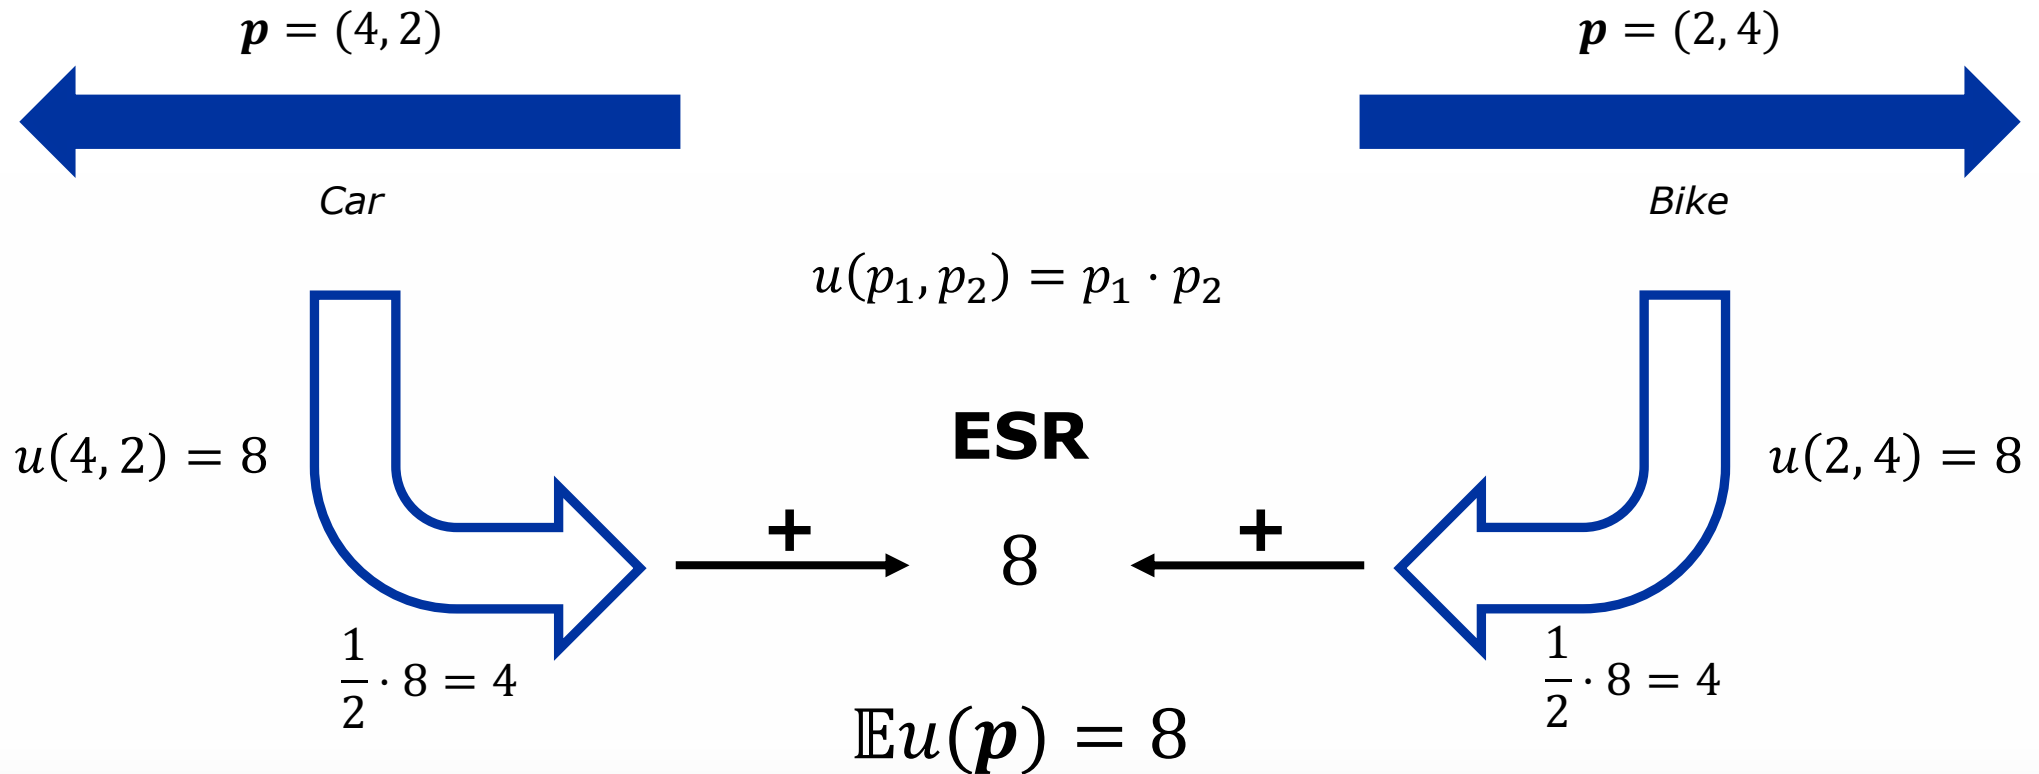 𝒑 = (4, 2)
𝒑 = (2, 4)
Car
Bike
u(p₁, p₂) = p₁ · p₂
ESR
u(4, 2) = 8
u(2, 4) = 8
+
+
8
1/2 · 8 = 4
1/2 · 8 = 4
𝔼u(𝒑) = 8